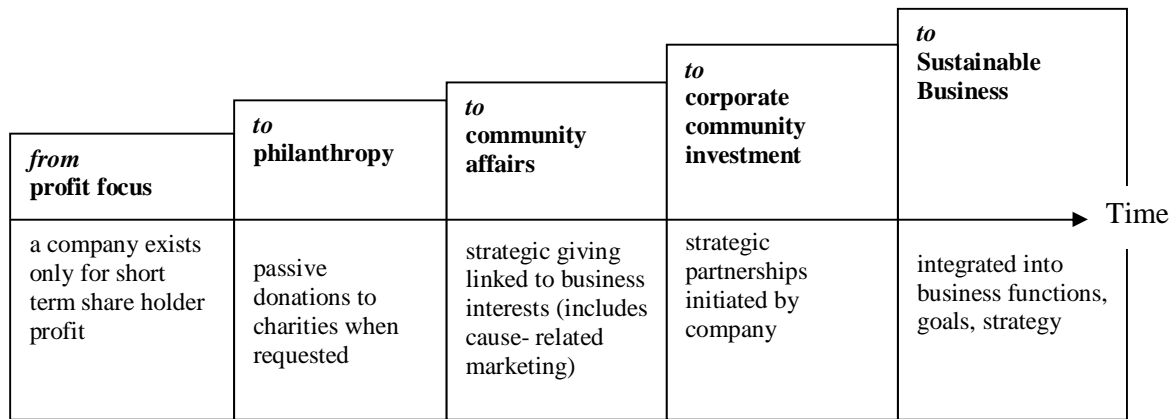 from
profit focus
to
philanthropy
to
community
affairs
to
corporate
community
investment
to
Sustainable
Business
Time
a company exists
only for short
term share holder
profit
passive
donations to
charities when
requested
strategic giving
linked to business
interests (includes
cause- related
marketing)
strategic
partnerships
initiated by
company
integrated into
business functions,
goals, strategy